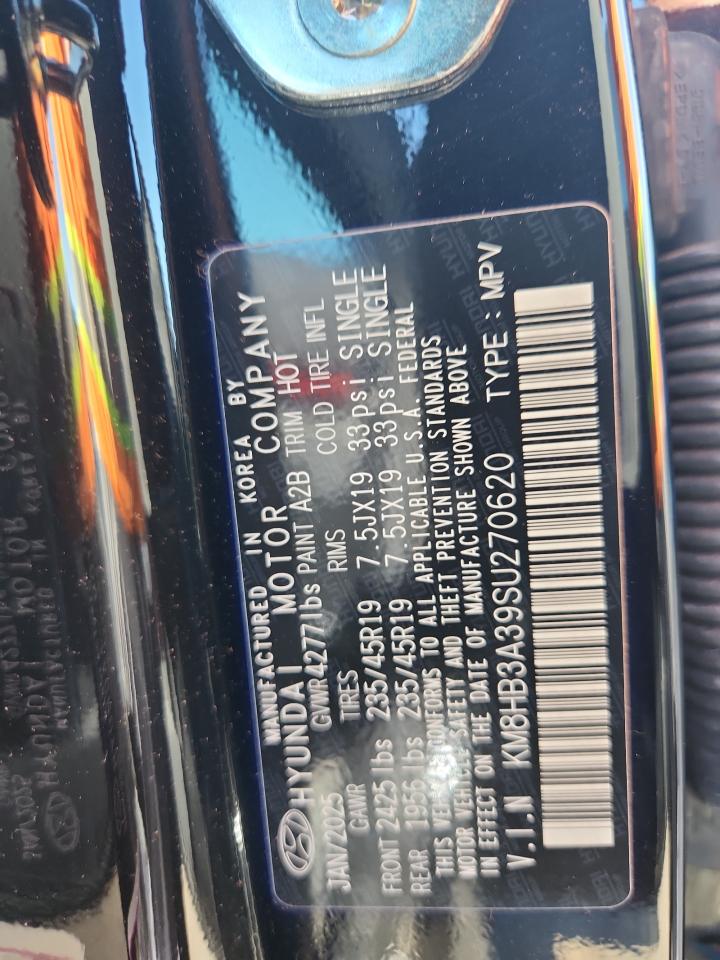 MANUFACTURED IN KOREA BY
HYUNDAI MOTOR COMPANY
JAN/2025 GVWR 4277lbs PAINT A2B TRIM HOT
GAWR TIRES RIMS COLD TIRE INFL
FRONT 2425 lbs 235/45R19 7.5JX19 33psi SINGLE
REAR 1956 lbs 235/45R19 7.5JX19 33psi SINGLE
THIS VEHICLE CONFORMS TO ALL APPLICABLE U.S.A. FEDERAL
MOTOR VEHICLE SAFETY AND THEFT PREVENTION STANDARDS
IN EFFECT ON THE DATE OF MANUFACTURE SHOWN ABOVE
V.I.N KM8HB3A39SU270620 TYPE : MPV